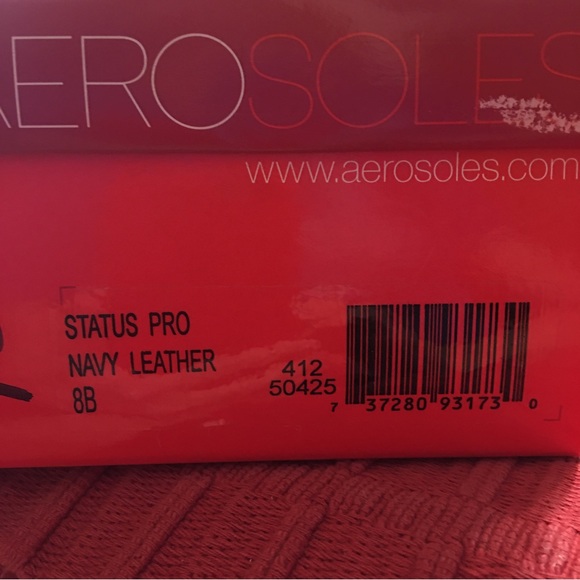 AEROSOLES
www.aerosoles.com
STATUS PRO
NAVY LEATHER
8B
412
50425
7 37280 93173 0